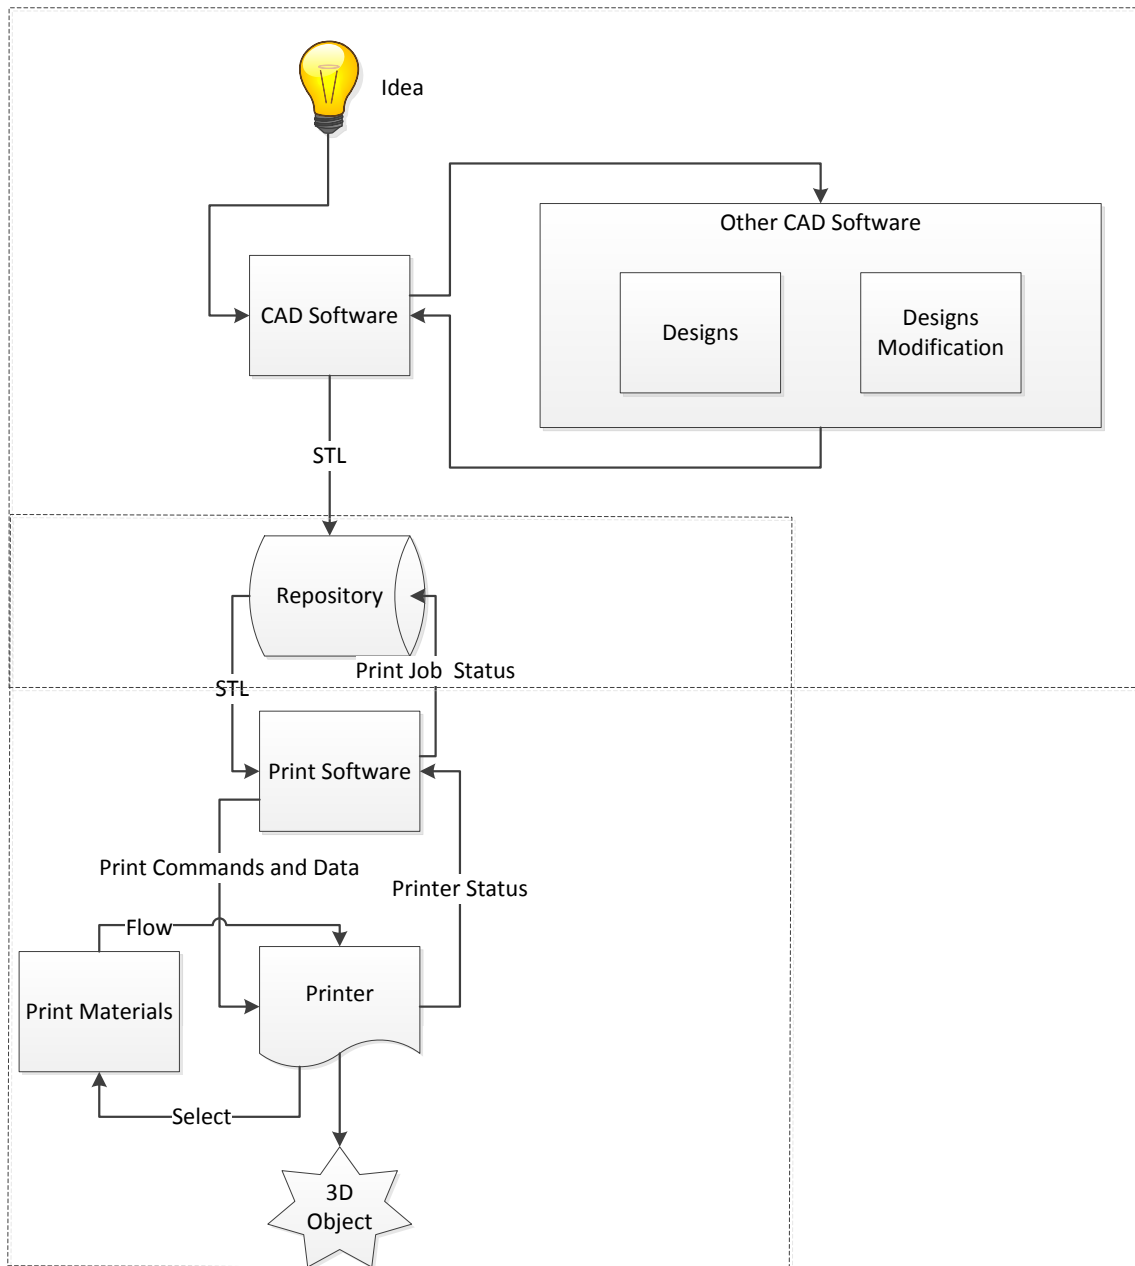 Idea
Other CAD Software
CAD Software
Designs
Designs
Modification
STL
Repository
Print Job  Status
STL
Print Software
Print Commands and Data
Printer Status
Flow
Printer
Print Materials
Select
3D
Object